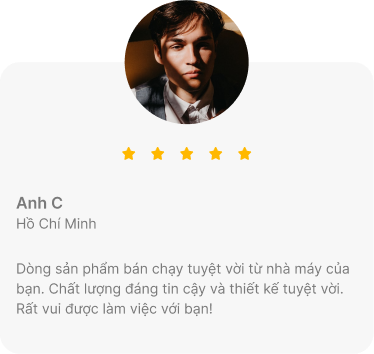 Anh C
Hồ Chí Minh
Dòng sản phẩm bán chạy tuyệt vời từ nhà máy của
bạn. Chất lượng đáng tin cậy và thiết kế tuyệt vời.
Rất vui được làm việc với bạn!